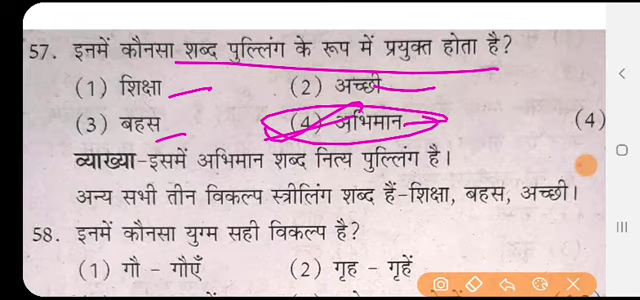 57. इनमें कौनसा शब्द पुल्लिंग के रूप में प्रयुक्त होता है?
(1) शिक्षा (2) अच्छी
(3) बहस (4) अभिमान (4)
व्याख्या-इसमें अभिमान शब्द नित्य पुल्लिंग है।
अन्य सभी तीन विकल्प स्त्रीलिंग शब्द हैं-शिक्षा, बहस, अच्छी।
58. इनमें कौनसा युग्म सही विकल्प है?
(1) गौ - गौएँ (2) गृह - गृहें